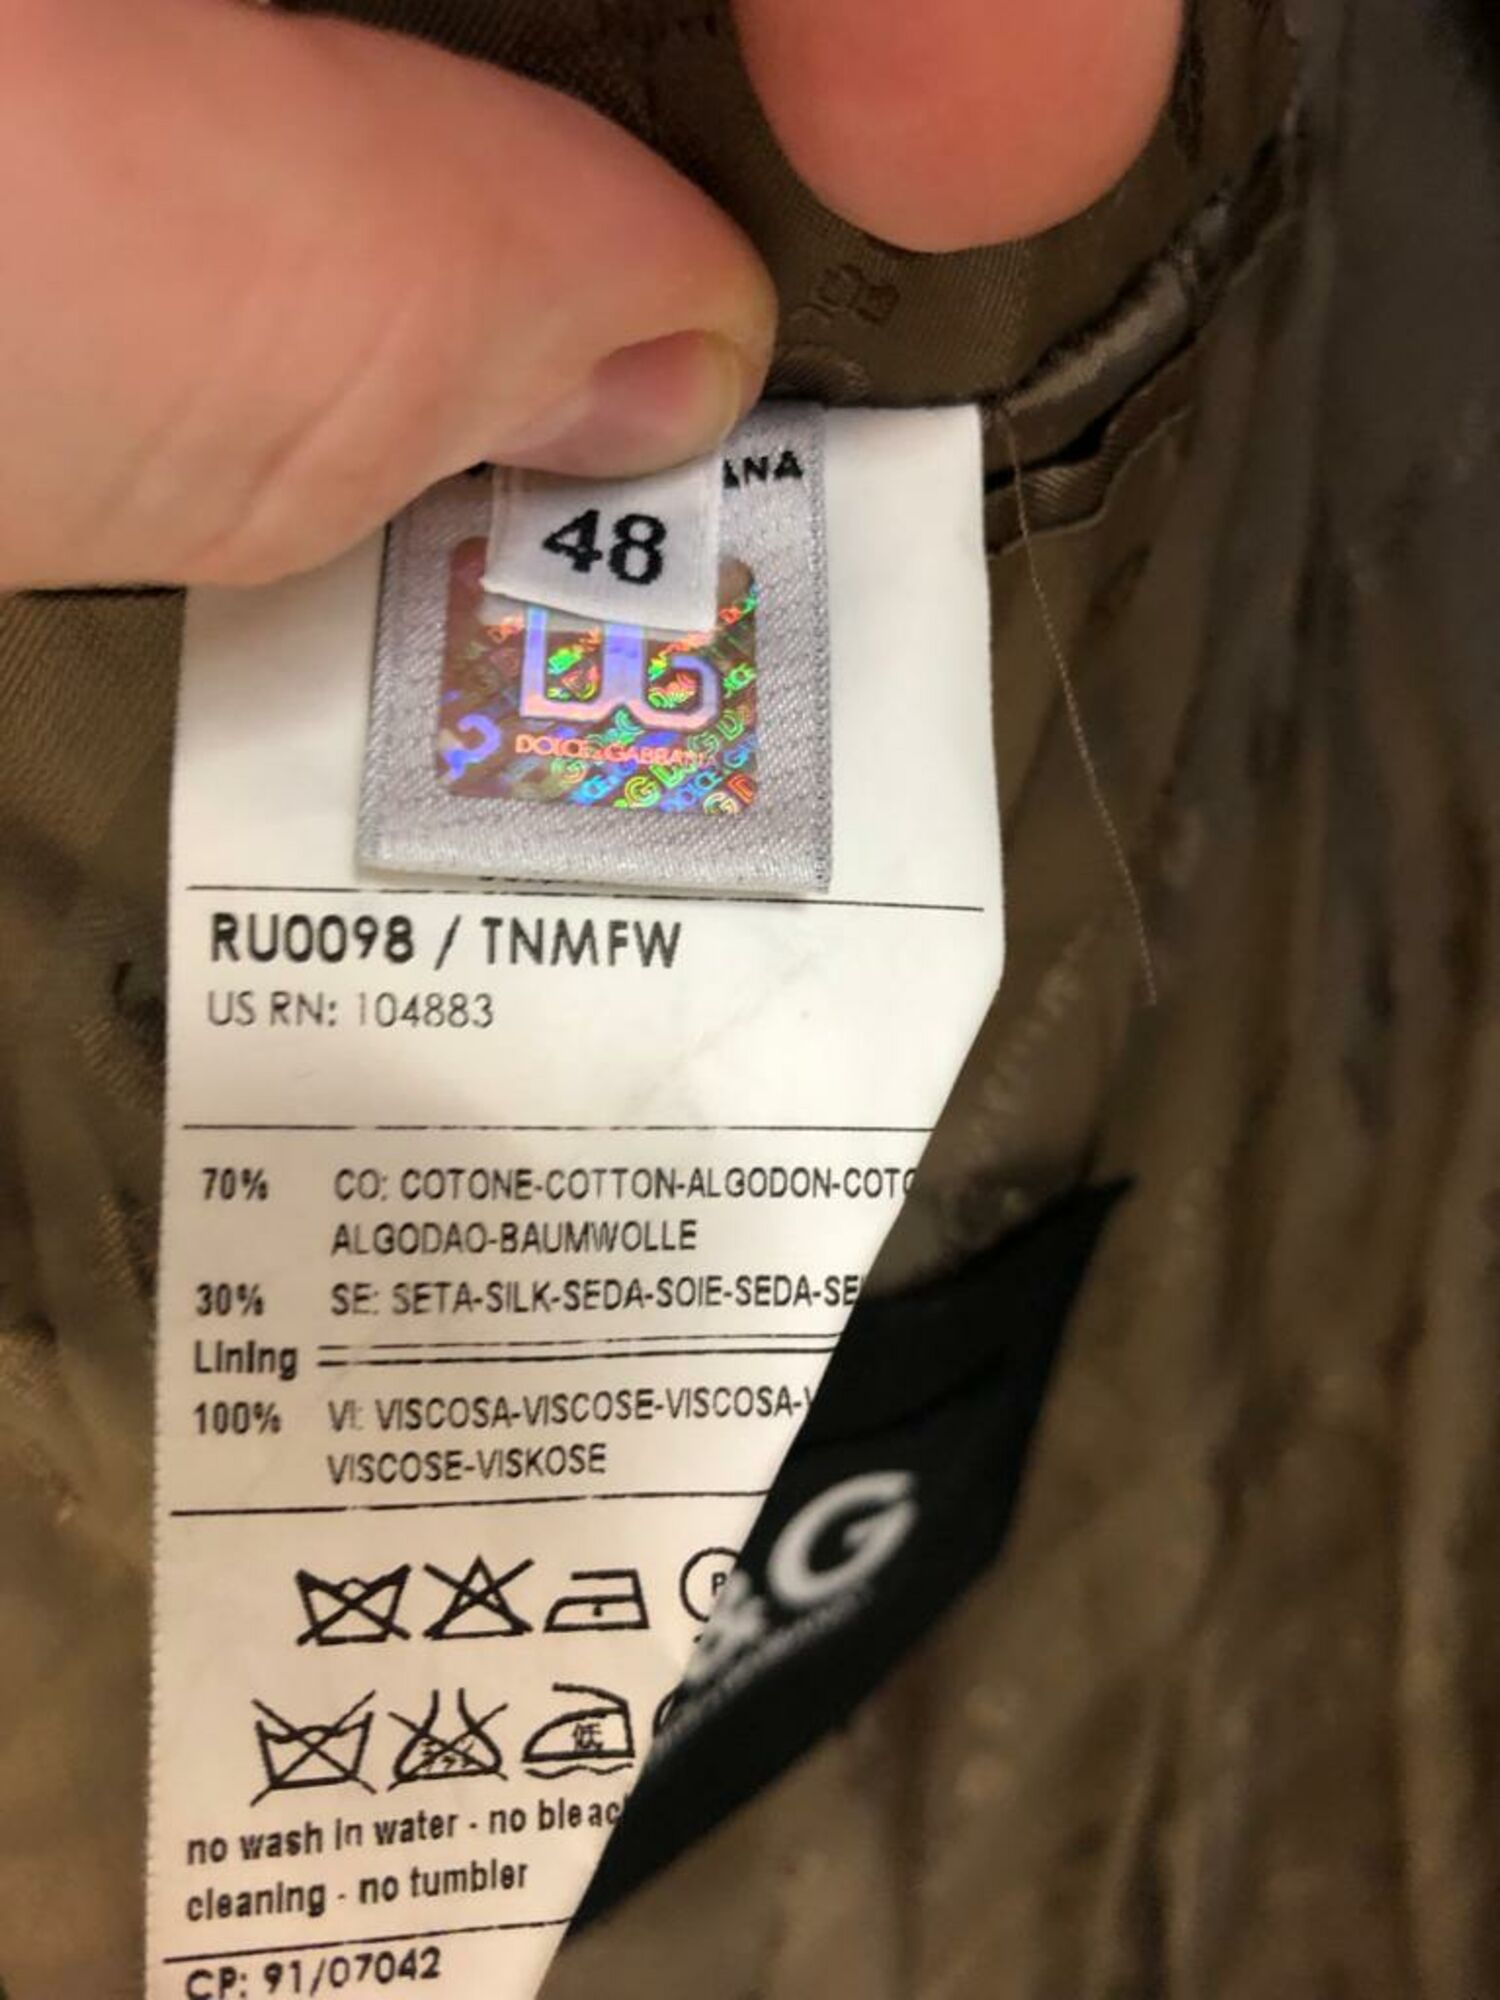 48
DOLCE&GABBANA
RU0098 / TNMFW
US RN: 104883
70% CO: COTONE-COTTON-ALGODON-COTO
ALGODAO-BAUMWOLLE
30% SE: SETA-SILK-SEDA-SOIE-SEDA-SE
Lining
100% VI: VISCOSA-VISCOSE-VISCOSA-V
VISCOSE-VISKOSE
P
&G
低
no wash in water - no bleac
cleaning - no tumbler
CP: 91/07042